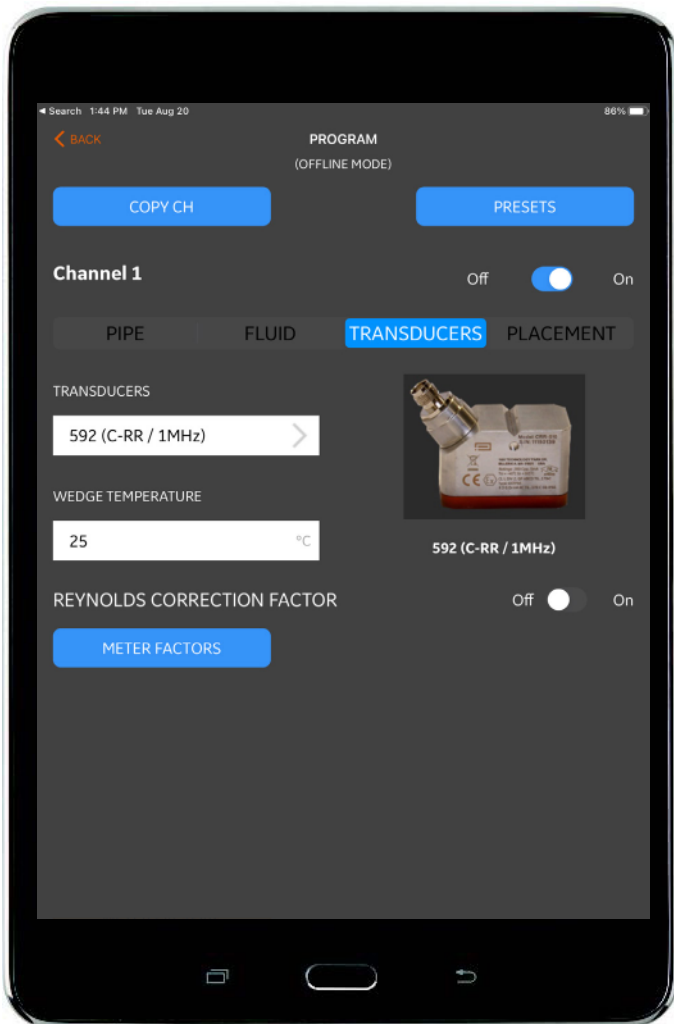 Search 1:44 PM Tue Aug 20 86%
BACK PROGRAM
(OFFLINE MODE)
COPY CH PRESETS
Channel 1 Off On
PIPE FLUID TRANSDUCERS PLACEMENT
TRANSDUCERS
592 (C-RR / 1MHz)
WEDGE TEMPERATURE
25 °C
592 (C-RR / 1MHz)
REYNOLDS CORRECTION FACTOR Off On
METER FACTORS